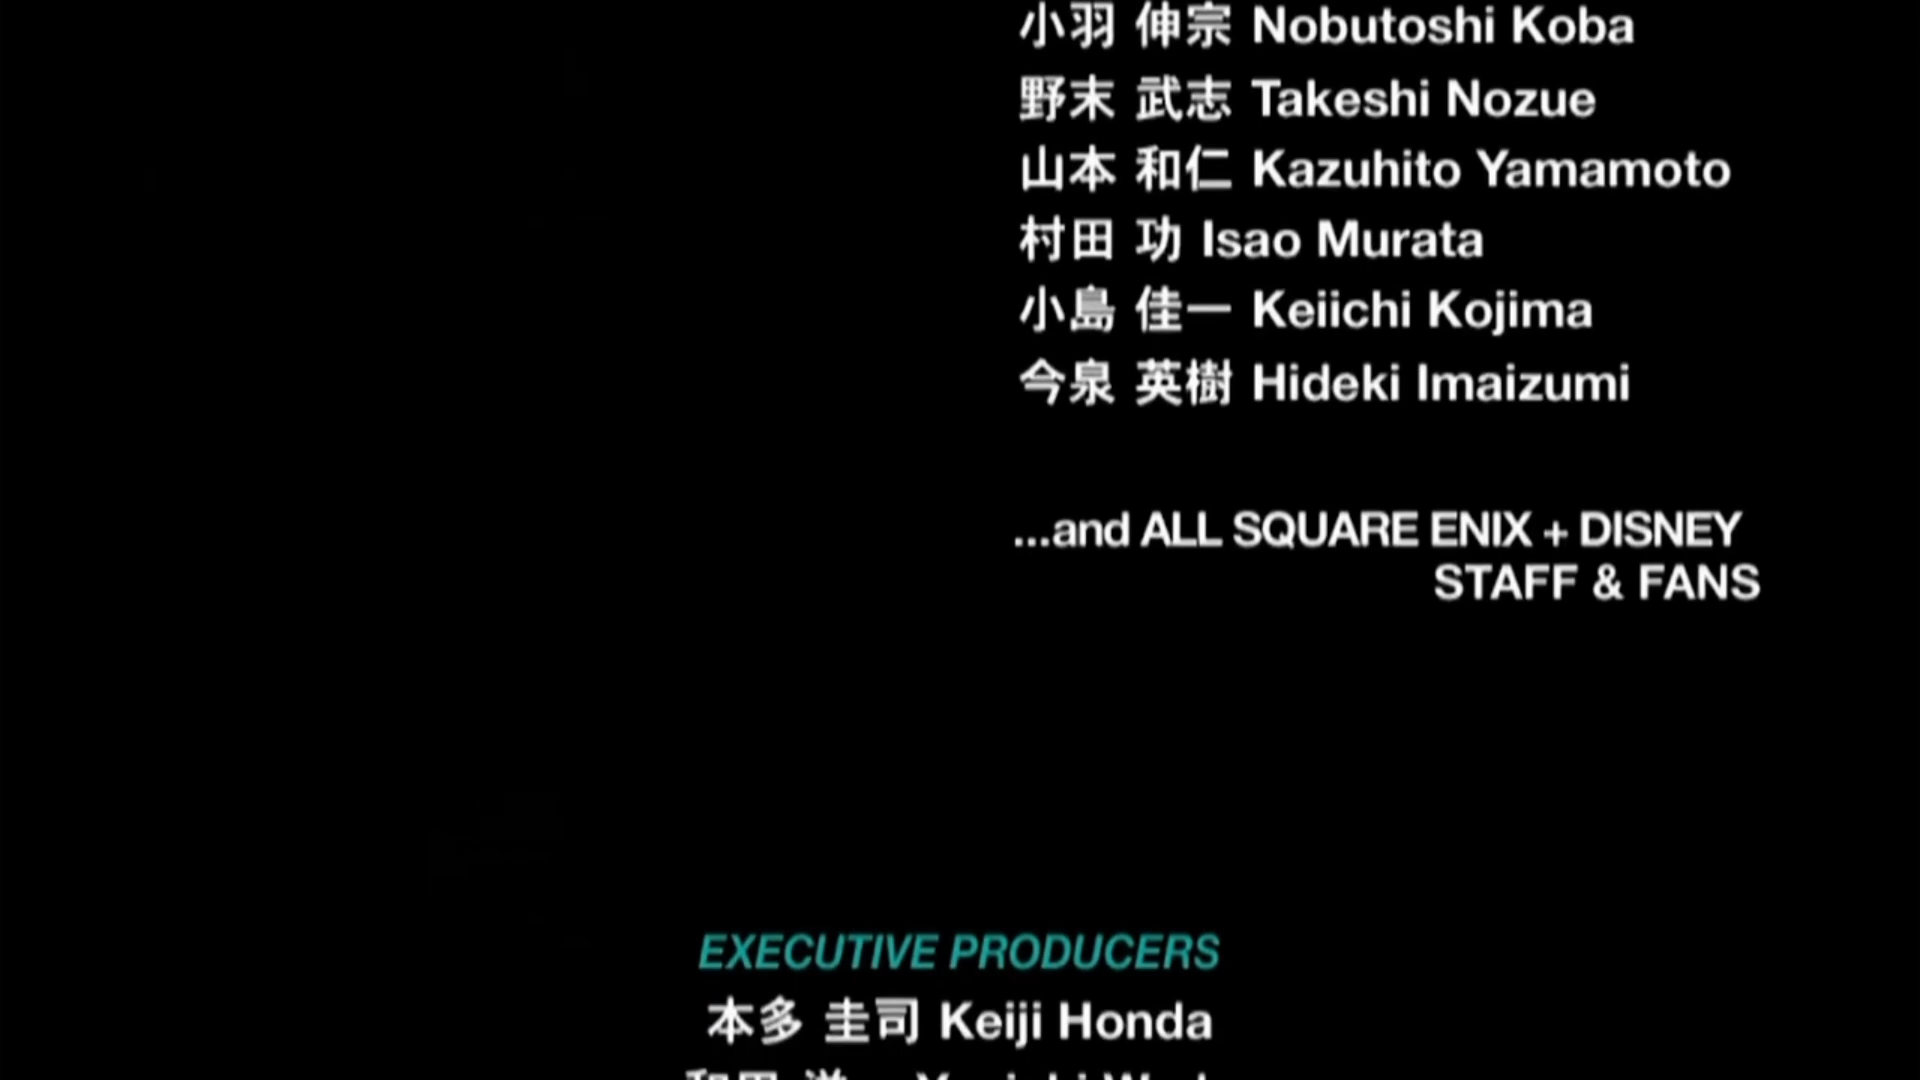 小羽 伸宗 Nobutoshi Koba
野末 武志 Takeshi Nozue
山本 和仁 Kazuhito Yamamoto
村田 功 Isao Murata
小島 佳一 Keiichi Kojima
今泉 英樹 Hideki Imaizumi
...and ALL SQUARE ENIX + DISNEY
STAFF & FANS
EXECUTIVE PRODUCERS
本多 圭司 Keiji Honda